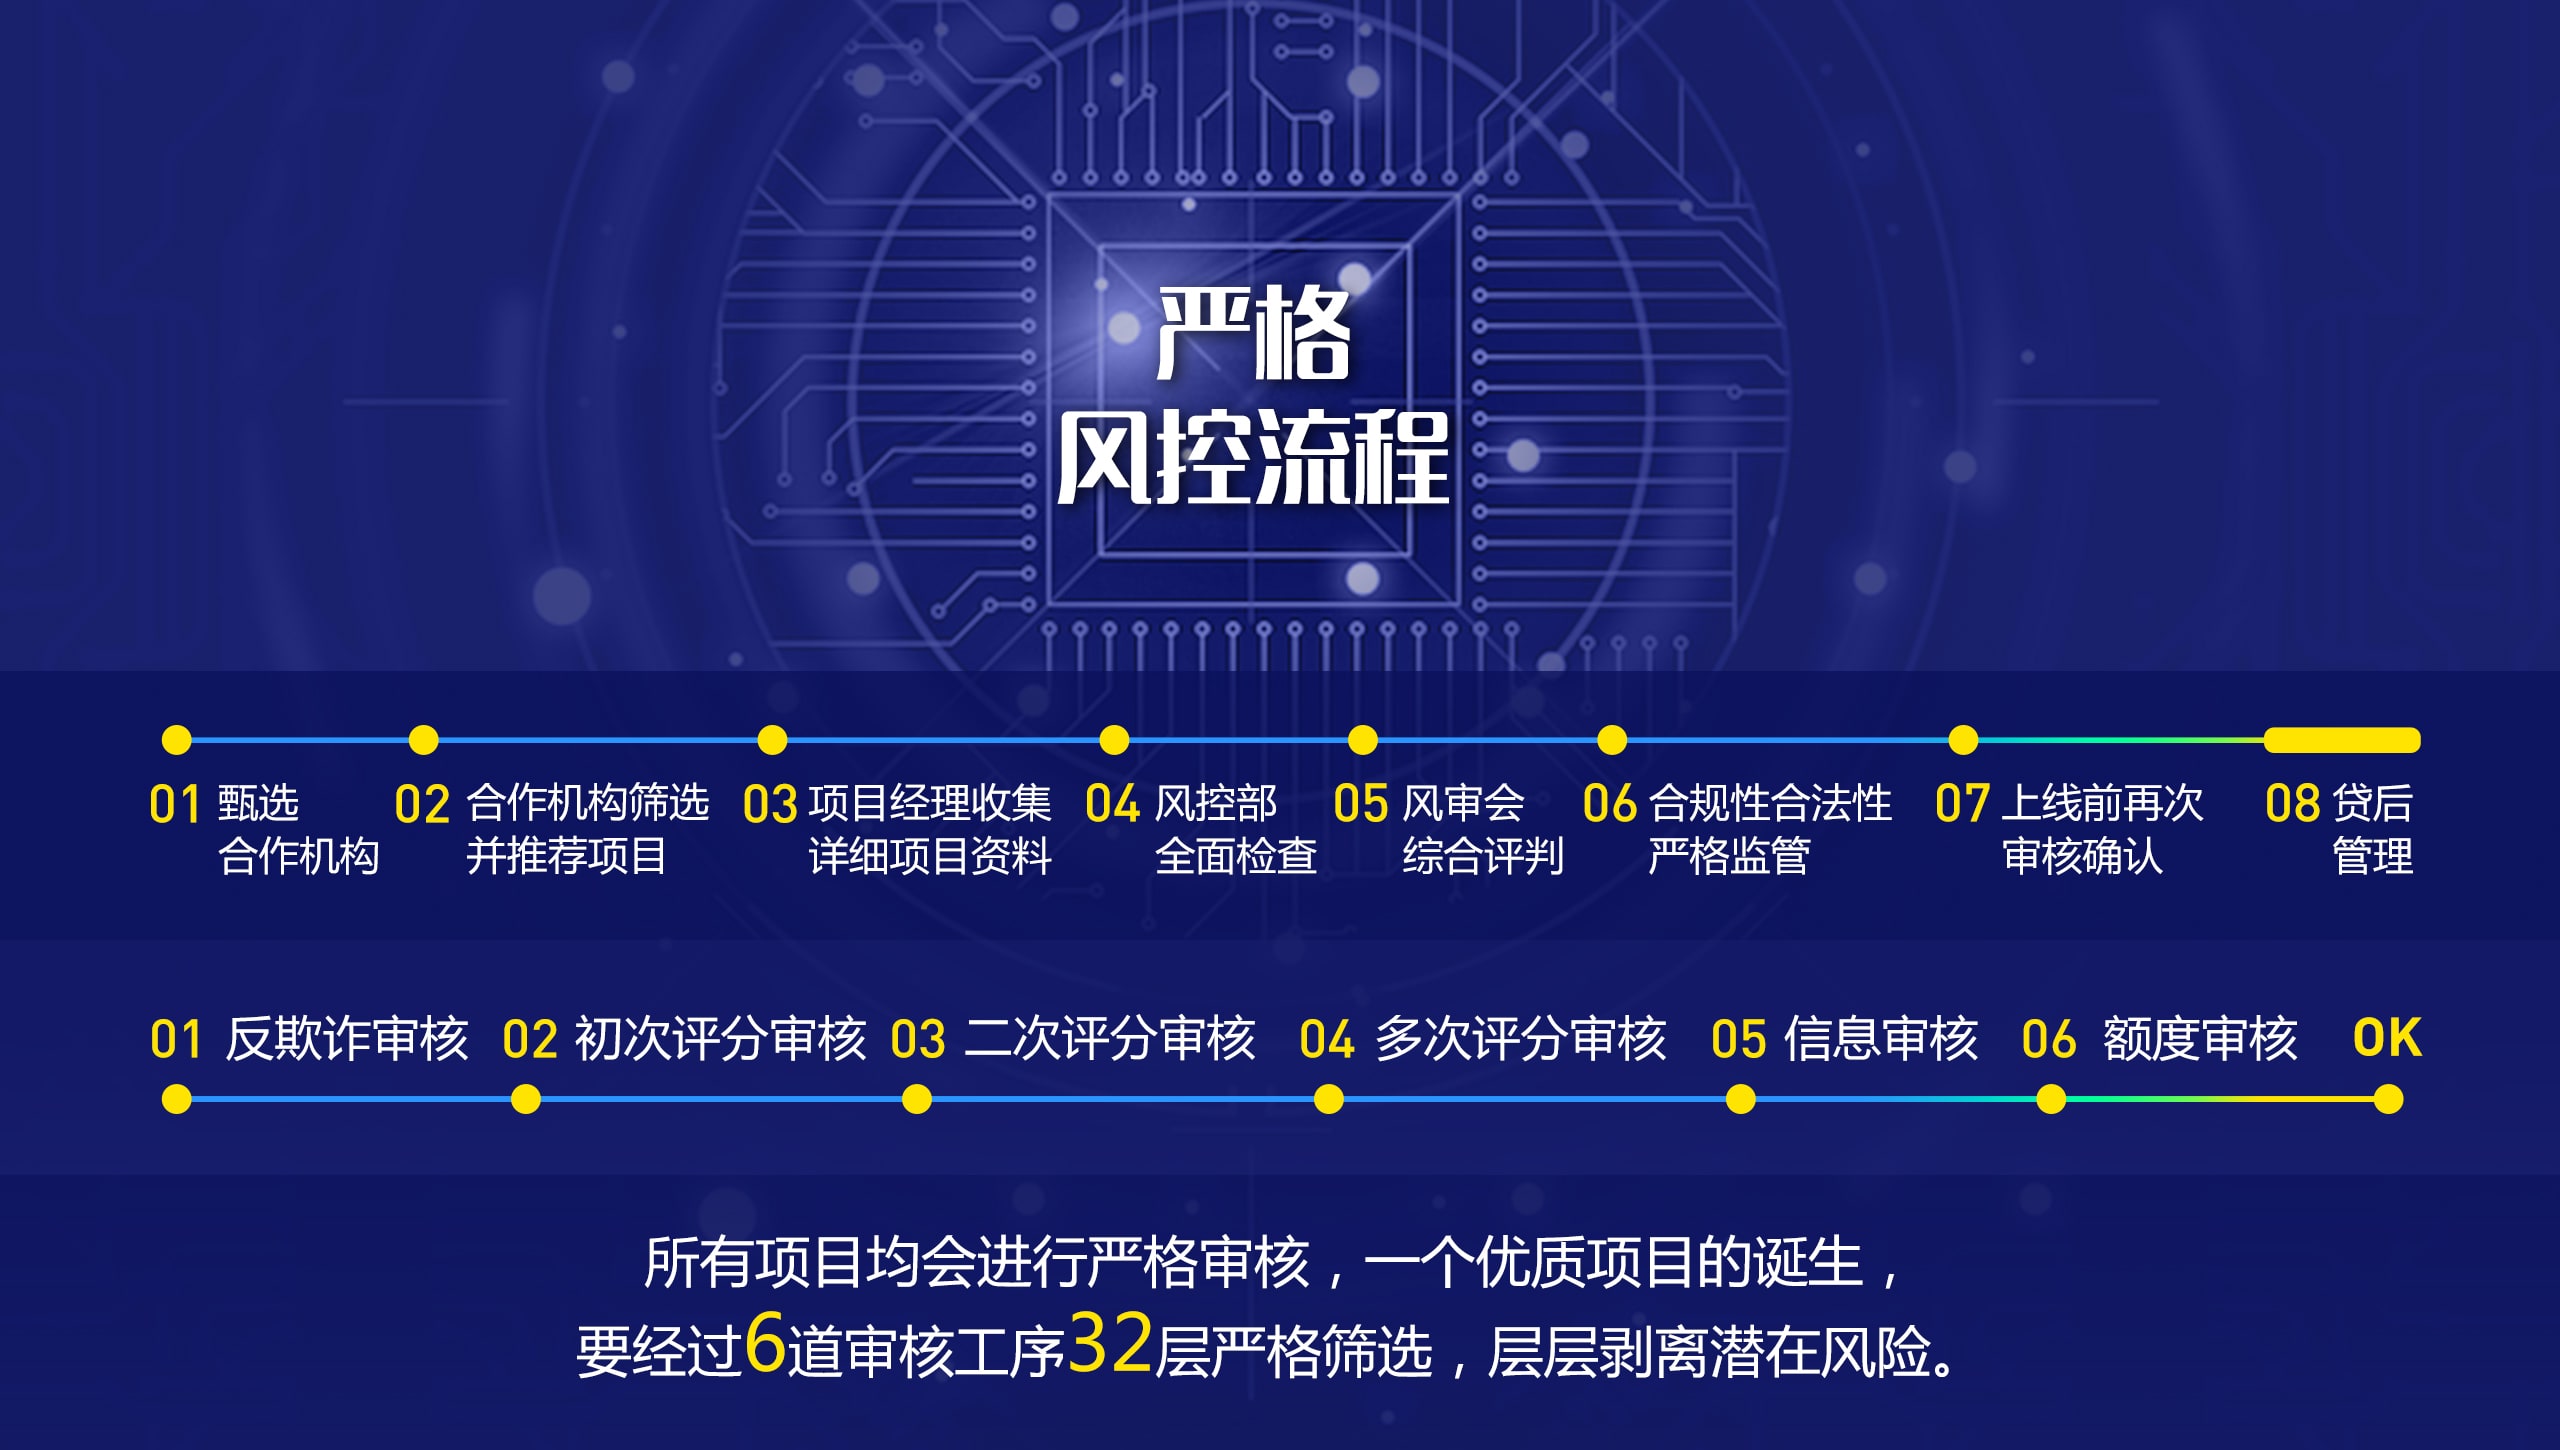 严格
风控流程
01 甄选 02 合作机构筛选 03 项目经理收集 04 风控部 05 风审会 06 合规性合法性 07 上线前再次 08 贷后
合作机构 并推荐项目 详细项目资料 全面检查 综合评判 严格监管 审核确认 管理
01 反欺诈审核 02 初次评分审核 03 二次评分审核 04 多次评分审核 05 信息审核 06 额度审核 OK
所有项目均会进行严格审核，一个优质项目的诞生，
要经过6道审核工序32层严格筛选，层层剥离潜在风险。